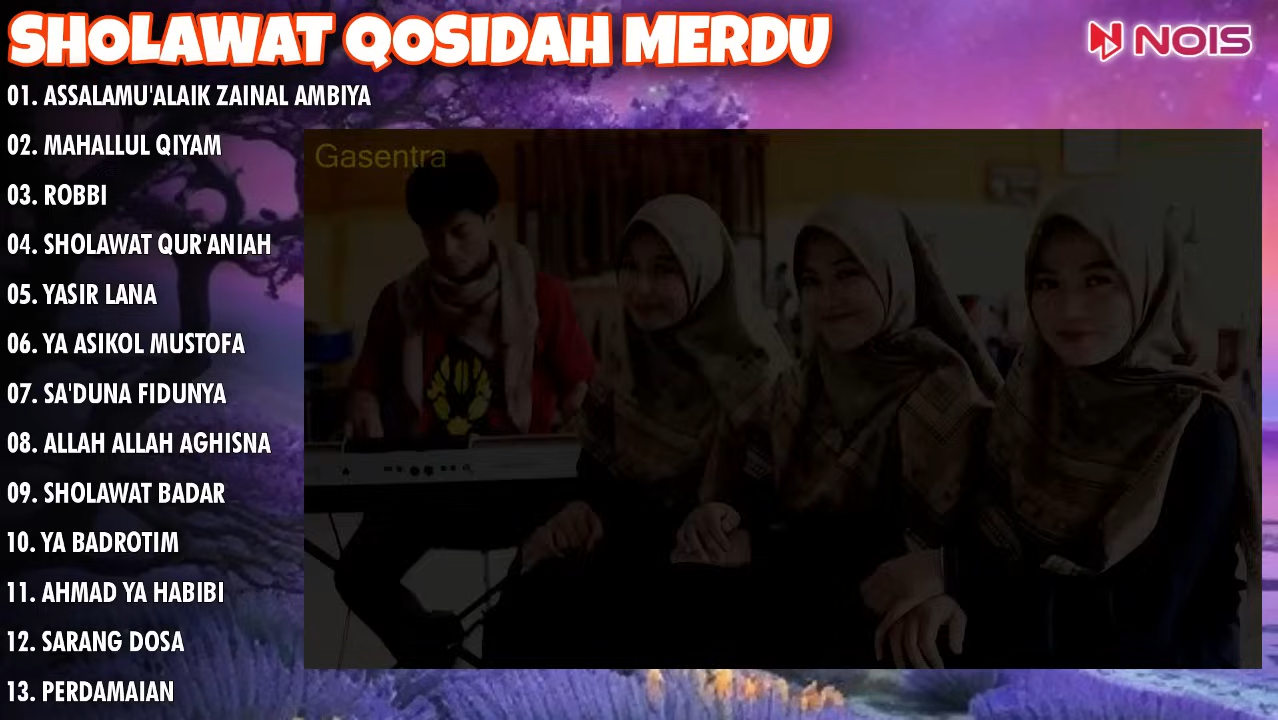 SHOLAWAT QOSIDAH MERDU
NOIS
01. ASSALAMU'ALAIK ZAINAL AMBIYA
02. MAHALLUL QIYAM
Gasentra
03. ROBBI
04. SHOLAWAT QUR'ANIAH
05. YASIR LANA
06. YA ASIKOL MUSTOFA
07. SA'DUNA FIDUNYA
08. ALLAH ALLAH AGHISNA
09. SHOLAWAT BADAR
10. YA BADROTIM
11. AHMAD YA HABIBI
12. SARANG DOSA
13. PERDAMAIAN